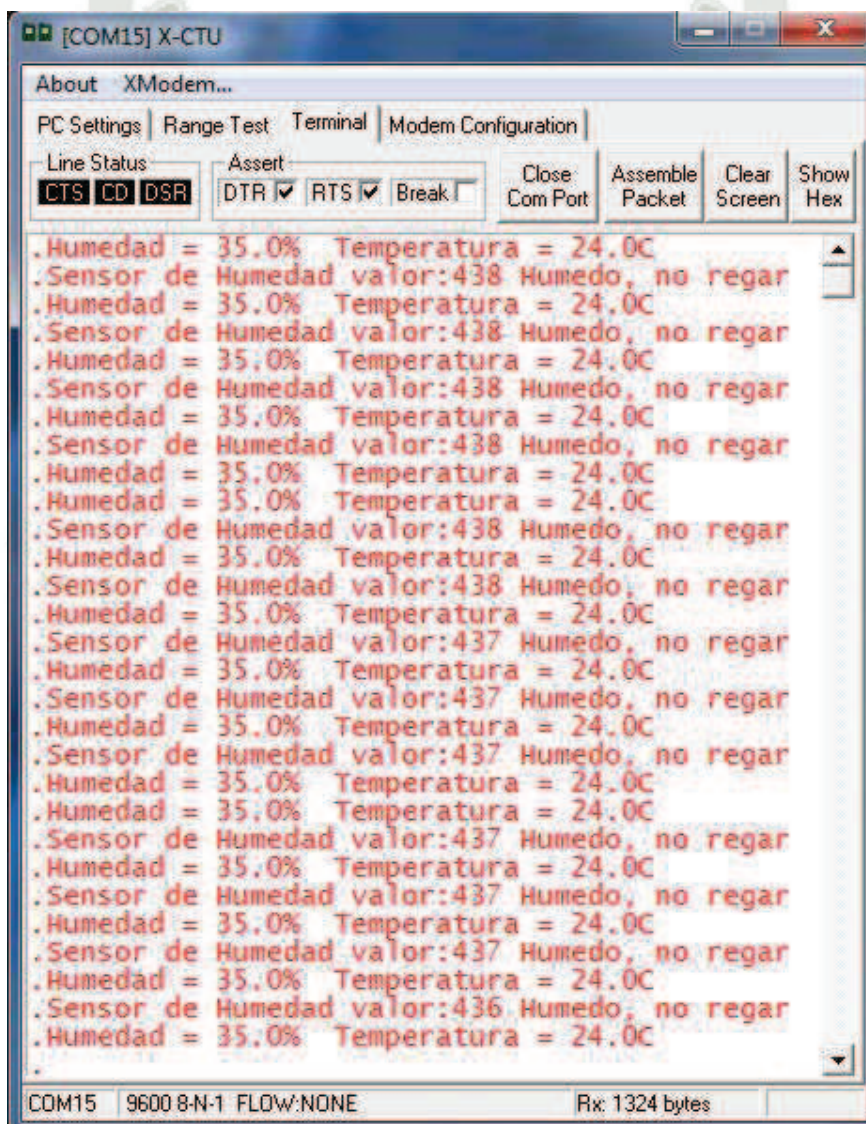 [COM15] X-CTU
About XModem...
PC Settings Range Test Terminal Modem Configuration
Line Status Assert
CTS CD DSR DTR RTS Break Close Com Port Assemble Packet Clear Screen Show Hex
.Humedad = 35.0% Temperatura = 24.0C
.Sensor de Humedad valor:438 Humedo, no regar
.Humedad = 35.0% Temperatura = 24.0C
.Sensor de Humedad valor:438 Humedo, no regar
.Humedad = 35.0% Temperatura = 24.0C
.Sensor de Humedad valor:438 Humedo, no regar
.Humedad = 35.0% Temperatura = 24.0C
.Sensor de Humedad valor:438 Humedo, no regar
.Humedad = 35.0% Temperatura = 24.0C
.Humedad = 35.0% Temperatura = 24.0C
.Sensor de Humedad valor:438 Humedo, no regar
.Humedad = 35.0% Temperatura = 24.0C
.Sensor de Humedad valor:438 Humedo, no regar
.Humedad = 35.0% Temperatura = 24.0C
.Sensor de Humedad valor:437 Humedo, no regar
.Humedad = 35.0% Temperatura = 24.0C
.Sensor de Humedad valor:437 Humedo, no regar
.Humedad = 35.0% Temperatura = 24.0C
.Sensor de Humedad valor:437 Humedo, no regar
.Humedad = 35.0% Temperatura = 24.0C
.Humedad = 35.0% Temperatura = 24.0C
.Sensor de Humedad valor:437 Humedo, no regar
.Humedad = 35.0% Temperatura = 24.0C
.Sensor de Humedad valor:437 Humedo, no regar
.Humedad = 35.0% Temperatura = 24.0C
.Sensor de Humedad valor:437 Humedo, no regar
.Humedad = 35.0% Temperatura = 24.0C
.Sensor de Humedad valor:436 Humedo, no regar
.Humedad = 35.0% Temperatura = 24.0C
.
COM15 9600 8-N-1 FLOW:NONE Rx: 1324 bytes